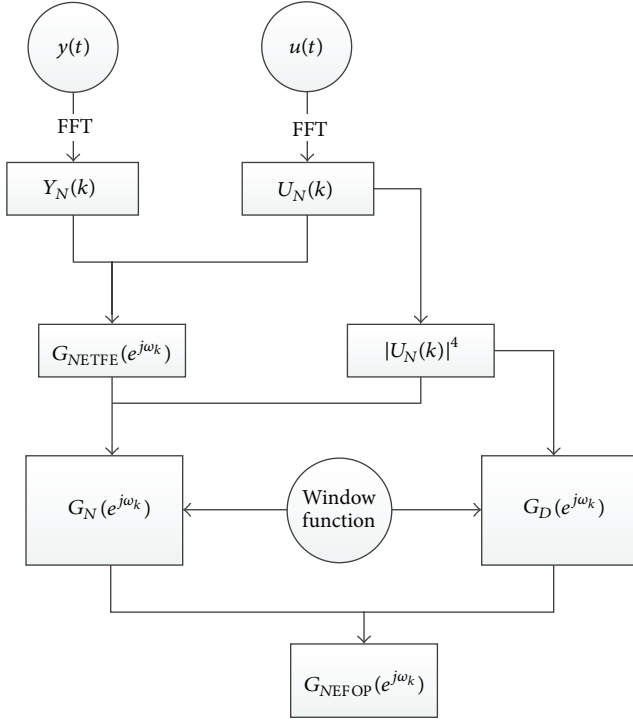 y(t)
u(t)
FFT
FFT
Y_N(k)
U_N(k)
G_NETFE(e^{jω_k})
|U_N(k)|^4
G_N(e^{jω_k})
Window
function
G_D(e^{jω_k})
G_NEFOP(e^{jω_k})